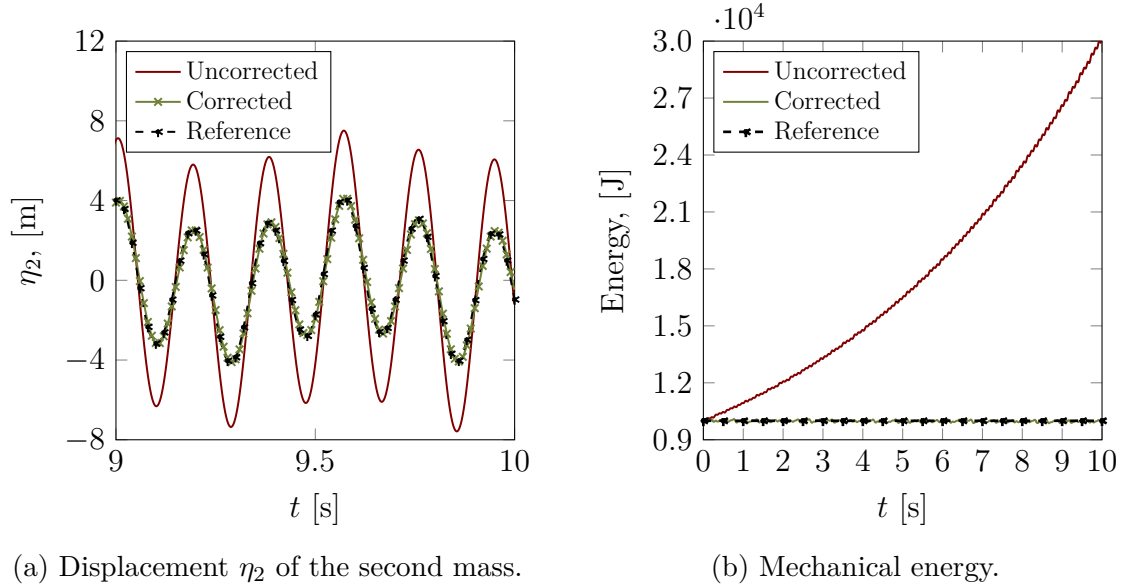 12
8
4
0
−4
−8
η₂, [m]
Uncorrected
Corrected
Reference
9
9.5
10
t [s]
(a) Displacement η₂ of the second mass.
·10⁴
3.0
2.7
2.4
2.1
1.8
1.5
1.2
0.9
Energy, [J]
Uncorrected
Corrected
Reference
0 1 2 3 4 5 6 7 8 9 10
t [s]
(b) Mechanical energy.